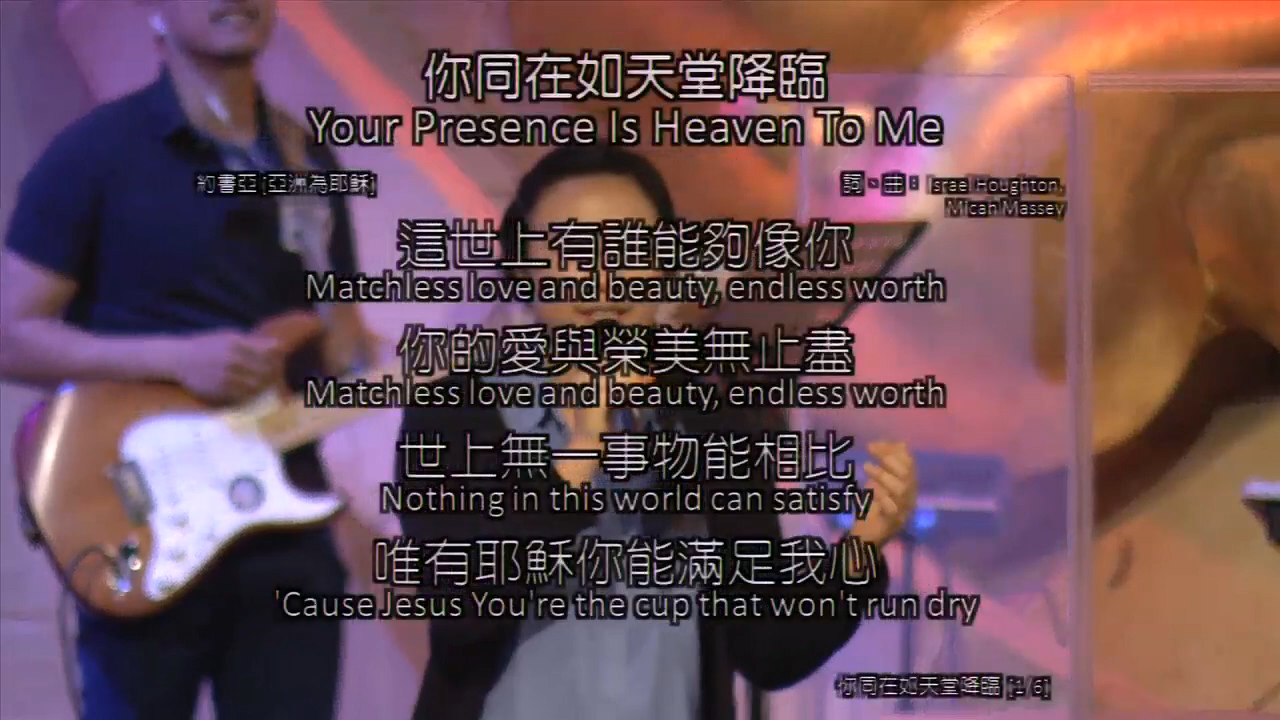 你同在如天堂降臨
Your Presence Is Heaven To Me
約書亞 [亞洲為耶穌]
詞、曲：Israel Houghton,
Micah Massey
這世上有誰能夠像你
Matchless love and beauty, endless worth
你的愛與榮美無止盡
Matchless love and beauty, endless worth
世上無一事物能相比
Nothing in this world can satisfy
唯有耶穌你能滿足我心
'Cause Jesus You're the cup that won't run dry
你同在如天堂降臨 [1/6]